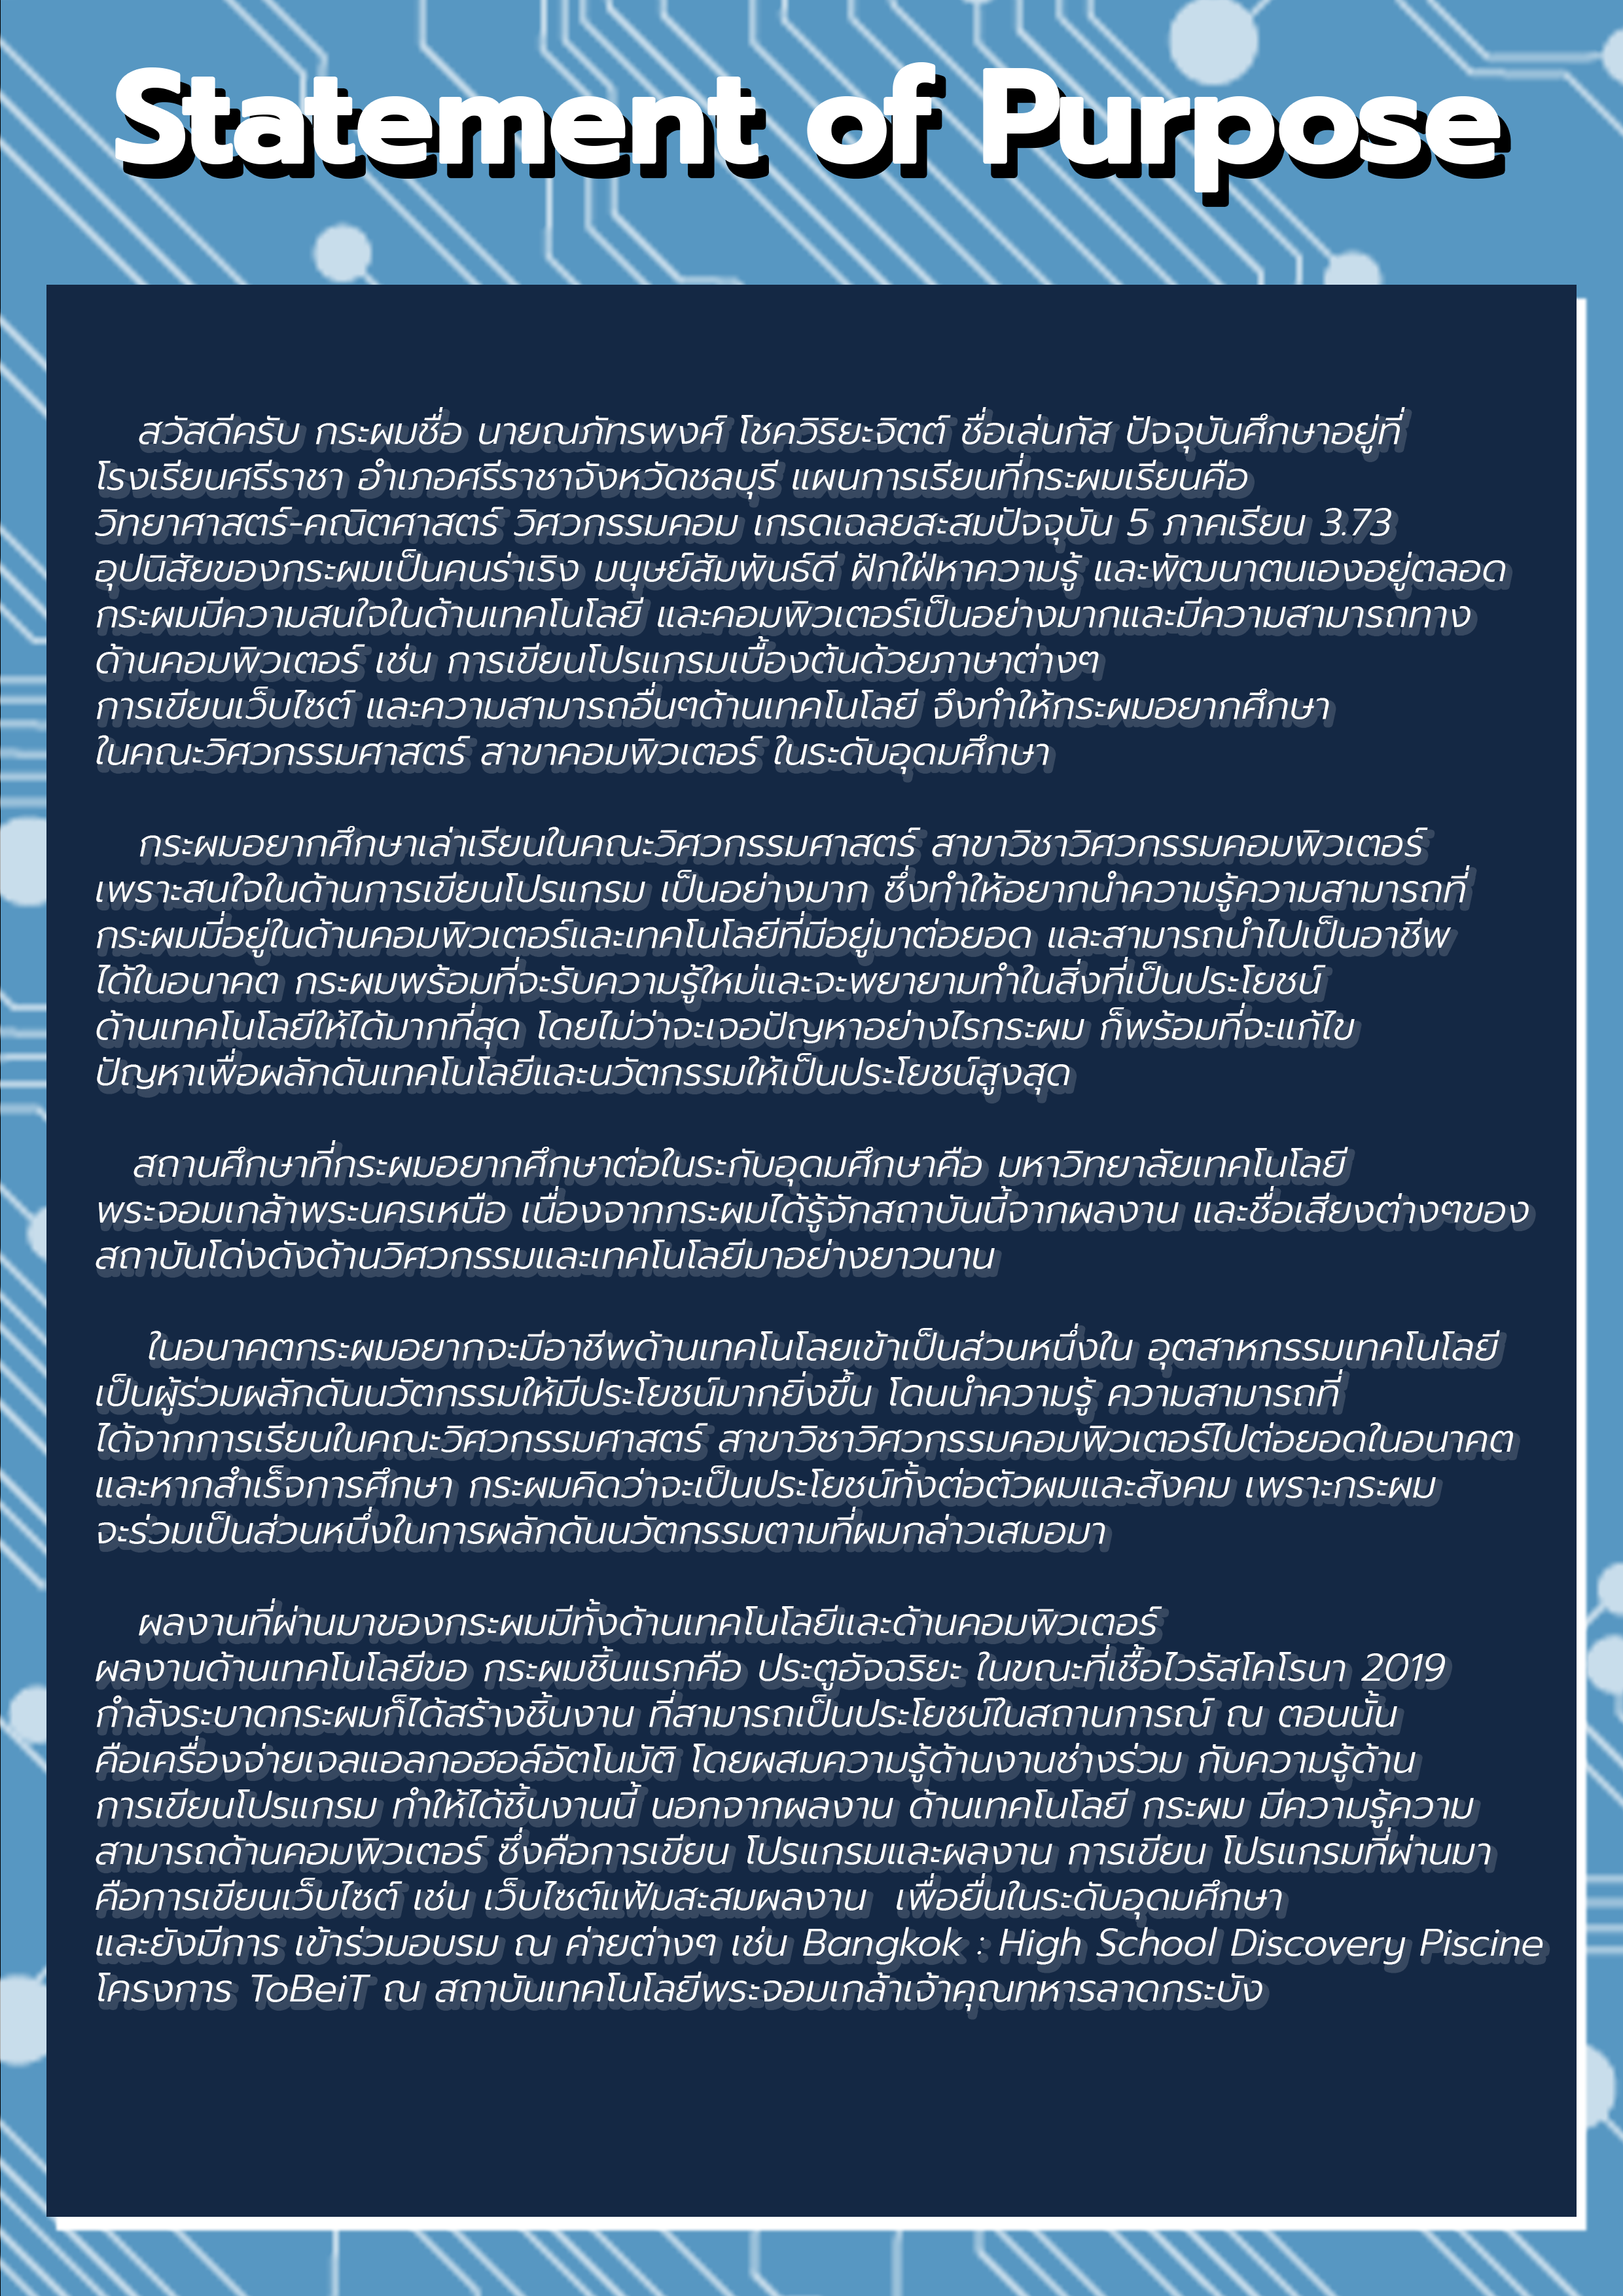 Statement of Purpose
สวัสดีครับ กระผมชื่อ นายณภัทรพงศ์ โชควิริยะจิตต์ ชื่อเล่นกัส ปัจจุบันศึกษาอยู่ที่
โรงเรียนศรีราชา อำเภอศรีราชาจังหวัดชลบุรี แผนการเรียนที่กระผมเรียนคือ
วิทยาศาสตร์-คณิตศาสตร์ วิศวกรรมคอม เกรดเฉลยสะสมปัจจุบัน 5 ภาคเรียน 3.73
อุปนิสัยของกระผมเป็นคนร่าเริง มนุษย์สัมพันธ์ดี ฝักใฝ่หาความรู้ และพัฒนาตนเองอยู่ตลอด
กระผมมีความสนใจในด้านเทคโนโลยี และคอมพิวเตอร์เป็นอย่างมากและมีความสามารถทาง
ด้านคอมพิวเตอร์ เช่น การเขียนโปรแกรมเบื้องต้นด้วยภาษาต่างๆ
การเขียนเว็บไซต์ และความสามารถอื่นๆด้านเทคโนโลยี จึงทำให้กระผมอยากศึกษา
ในคณะวิศวกรรมศาสตร์ สาขาคอมพิวเตอร์ ในระดับอุดมศึกษา
กระผมอยากศึกษาเล่าเรียนในคณะวิศวกรรมศาสตร์ สาขาวิชาวิศวกรรมคอมพิวเตอร์
เพราะสนใจในด้านการเขียนโปรแกรม เป็นอย่างมาก ซึ่งทำให้อยากนำความรู้ความสามารถที่
กระผมมี่อยู่ในด้านคอมพิวเตอร์และเทคโนโลยีที่มีอยู่มาต่อยอด และสามารถนำไปเป็นอาชีพ
ได้ในอนาคต กระผมพร้อมที่จะรับความรู้ใหม่และจะพยายามทำในสิ่งที่เป็นประโยชน์
ด้านเทคโนโลยีให้ได้มากที่สุด โดยไม่ว่าจะเจอปัญหาอย่างไรกระผม ก็พร้อมที่จะแก้ไข
ปัญหาเพื่อผลักดันเทคโนโลยีและนวัตกรรมให้เป็นประโยชน์สูงสุด
สถานศึกษาที่กระผมอยากศึกษาต่อในระกับอุดมศึกษาคือ มหาวิทยาลัยเทคโนโลยี
พระจอมเกล้าพระนครเหนือ เนื่องจากกระผมได้รู้จักสถาบันนี้จากผลงาน และชื่อเสียงต่างๆของ
สถาบันโด่งดังด้านวิศวกรรมและเทคโนโลยีมาอย่างยาวนาน
ในอนาคตกระผมอยากจะมีอาชีพด้านเทคโนโลยเข้าเป็นส่วนหนึ่งใน อุตสาหกรรมเทคโนโลยี
เป็นผู้ร่วมผลักดันนวัตกรรมให้มีประโยชน์มากยิ่งขึ้น โดนนำความรู้ ความสามารถที่
ได้จากการเรียนในคณะวิศวกรรมศาสตร์ สาขาวิชาวิศวกรรมคอมพิวเตอร์ไปต่อยอดในอนาคต
และหากสำเร็จการศึกษา กระผมคิดว่าจะเป็นประโยชน์ทั้งต่อตัวผมและสังคม เพราะกระผม
จะร่วมเป็นส่วนหนึ่งในการผลักดันนวัตกรรมตามที่ผมกล่าวเสมอมา
ผลงานที่ผ่านมาของกระผมมีทั้งด้านเทคโนโลยีและด้านคอมพิวเตอร์
ผลงานด้านเทคโนโลยีขอ กระผมชิ้นแรกคือ ประตูอัจฉริยะ ในขณะที่เชื้อไวรัสโคโรนา 2019
กำลังระบาดกระผมก็ได้สร้างชิ้นงาน ที่สามารถเป็นประโยชน์ในสถานการณ์ ณ ตอนนั้น
คือเครื่องจ่ายเจลแอลกอฮอล์อัตโนมัติ โดยผสมความรู้ด้านงานช่างร่วม กับความรู้ด้าน
การเขียนโปรแกรม ทำให้ได้ชิ้นงานนี้ นอกจากผลงาน ด้านเทคโนโลยี กระผม มีความรู้ความ
สามารถด้านคอมพิวเตอร์ ซึ่งคือการเขียน โปรแกรมและผลงาน การเขียน โปรแกรมที่ผ่านมา
คือการเขียนเว็บไซต์ เช่น เว็บไซต์แฟ้มสะสมผลงาน เพื่อยื่นในระดับอุดมศึกษา
และยังมีการ เข้าร่วมอบรม ณ ค่ายต่างๆ เช่น Bangkok : High School Discovery Piscine
โครงการ ToBeiT ณ สถาบันเทคโนโลยีพระจอมเกล้าเจ้าคุณทหารลาดกระบัง